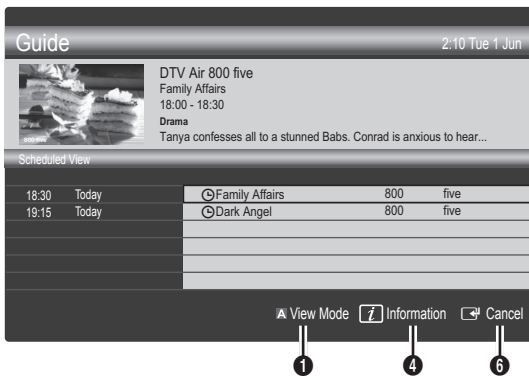 Guide 2:10 Tue 1 Jun
DTV Air 800 five
Family Affairs
18:00 - 18:30
Drama
Tanya confesses all to a stunned Babs. Conrad is anxious to hear...
800 five
Scheduled View
18:30 Today Family Affairs 800 five
19:15 Today Dark Angel 800 five
A View Mode i Information Cancel
1 4 6